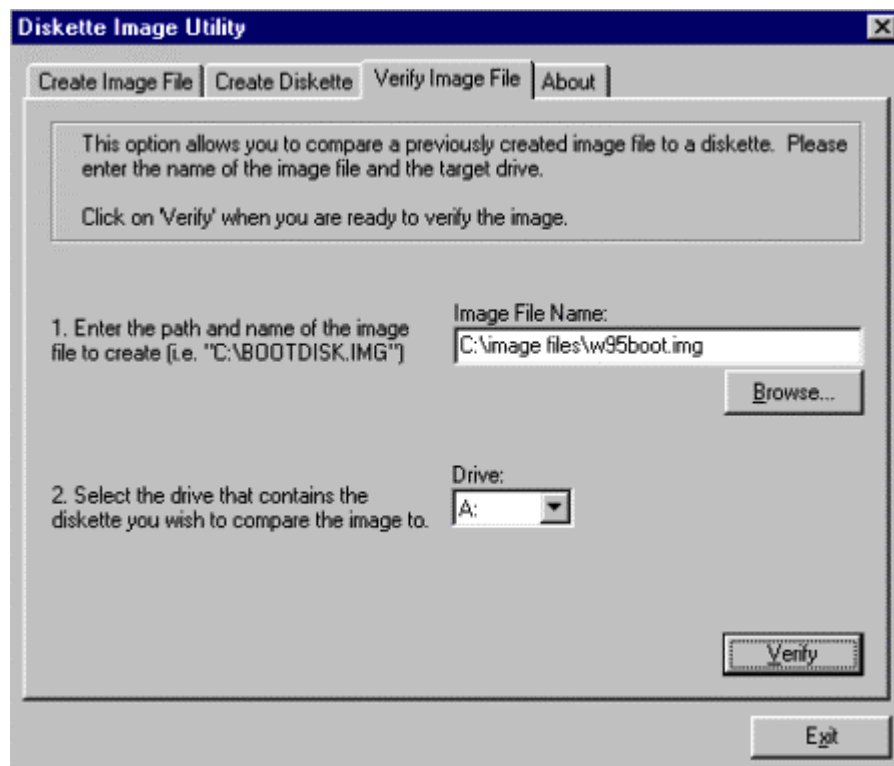 Diskette Image Utility
Create Image File
Create Diskette
Verify Image File
About
This option allows you to compare a previously created image file to a diskette. Please
enter the name of the image file and the target drive.
Click on 'Verify' when you are ready to verify the image.
1. Enter the path and name of the image
file to create (i.e. "C:\BOOTDISK.IMG")
Image File Name:
C:\image files\w95boot.img
Browse...
2. Select the drive that contains the
diskette you wish to compare the image to.
Drive:
A:
Verify
Exit